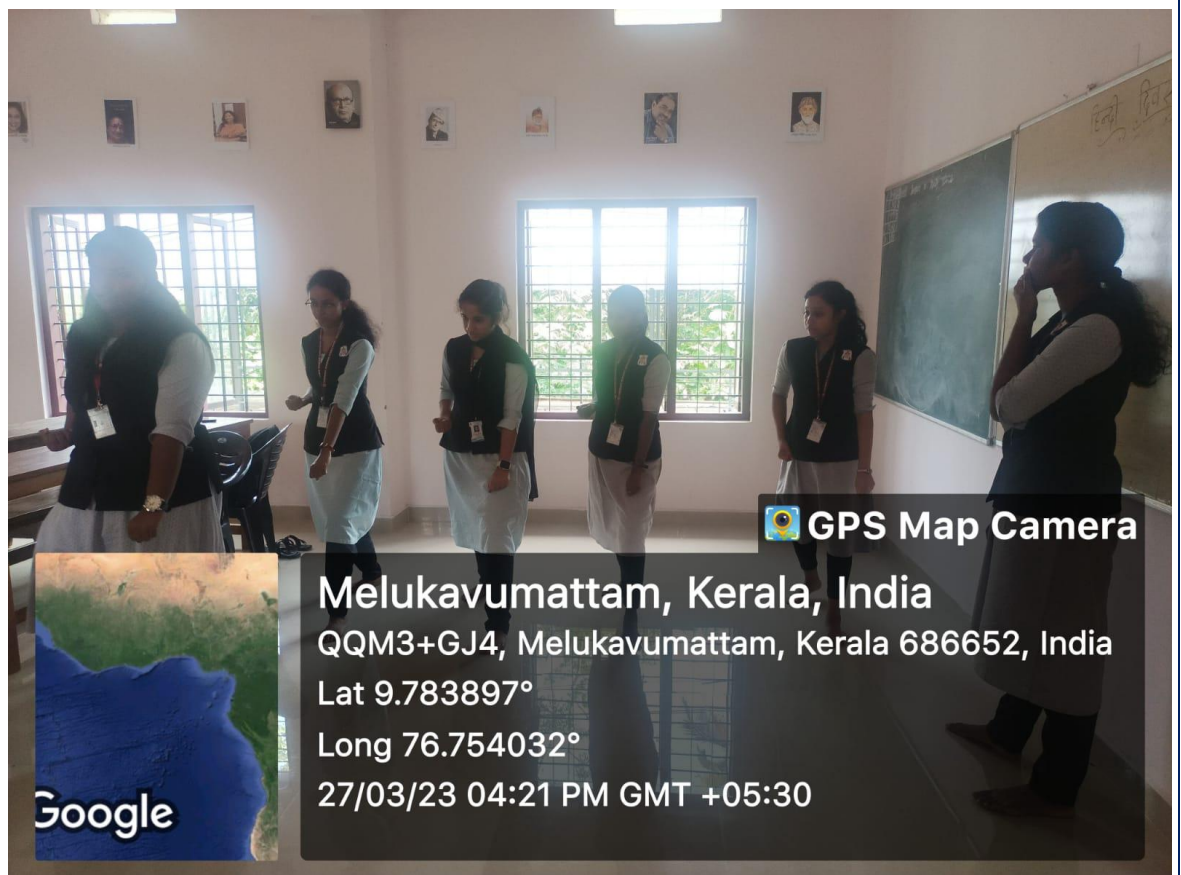 हिन्दी दिवस
GPS Map Camera
Melukavumattam, Kerala, India
QQM3+GJ4, Melukavumattam, Kerala 686652, India
Lat 9.783897°
Long 76.754032°
27/03/23 04:21 PM GMT +05:30
Google